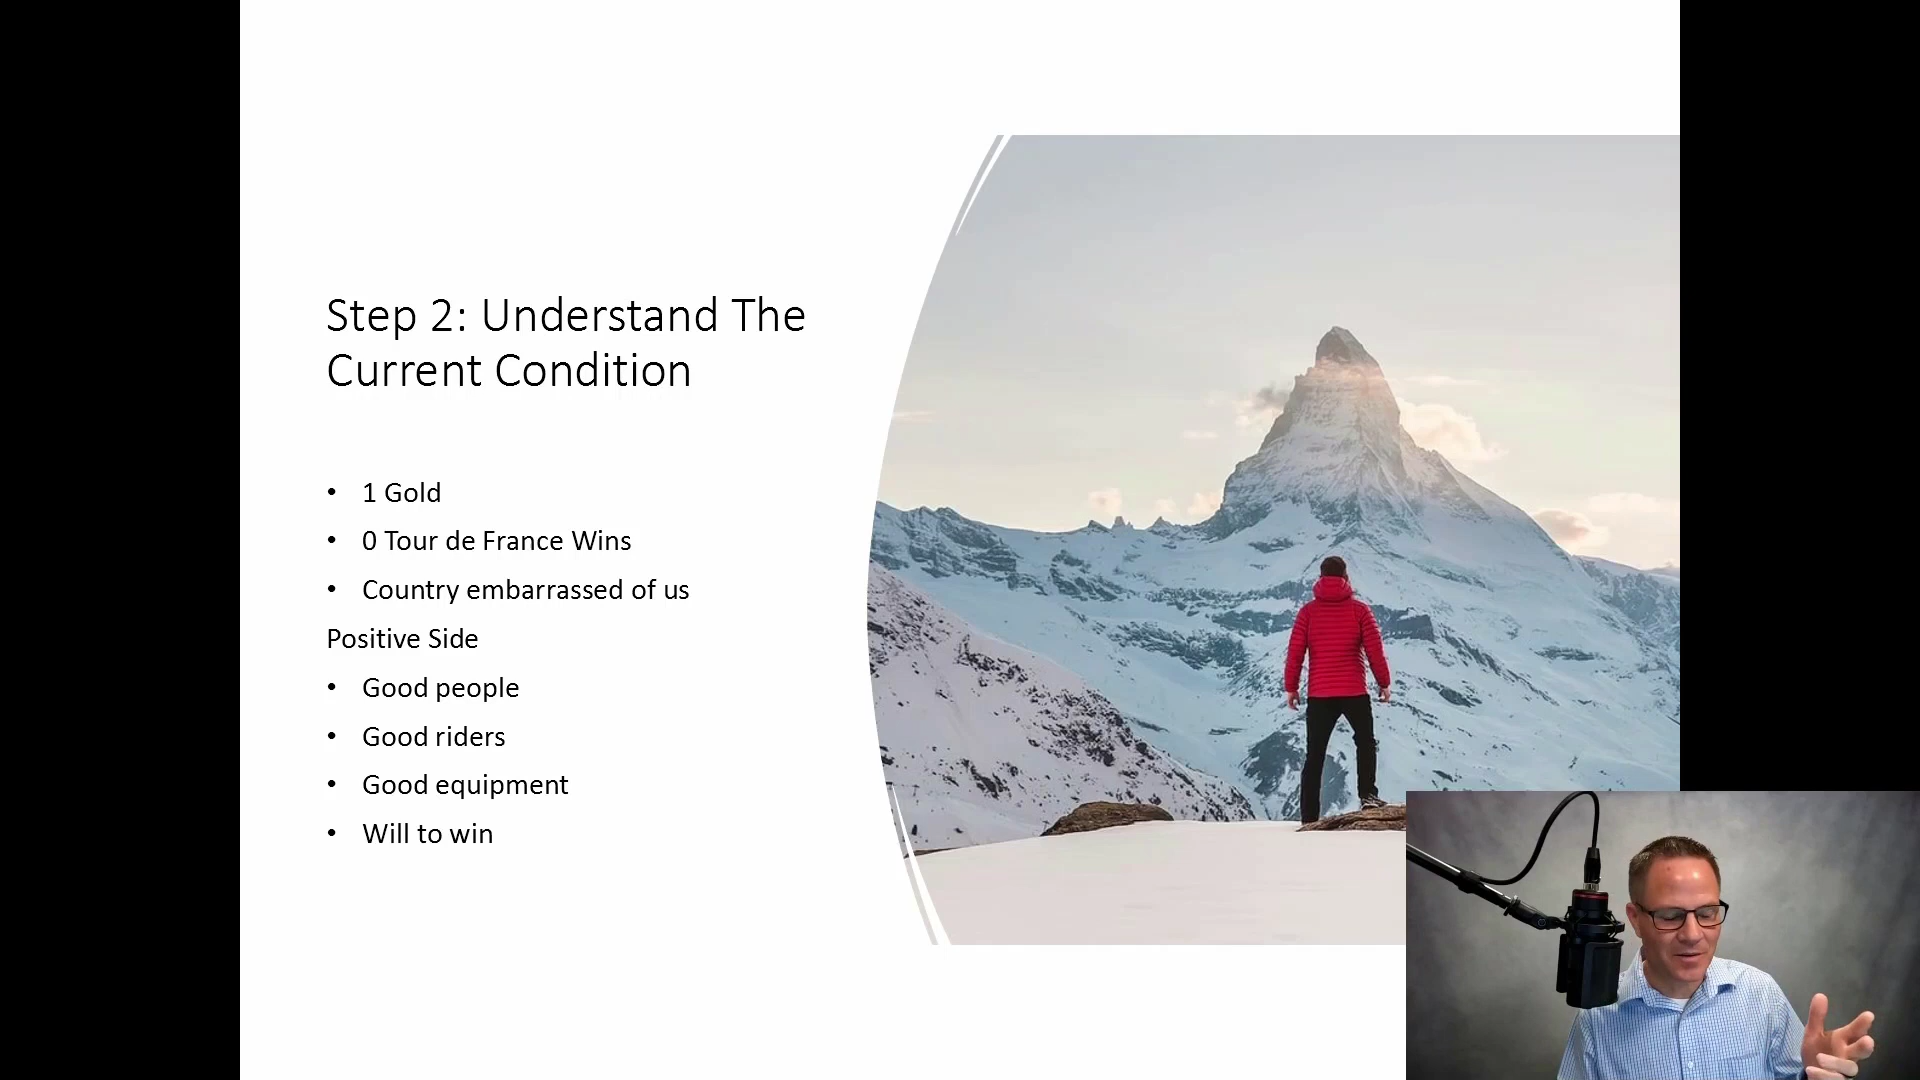 Step 2: Understand The
Current Condition
• 1 Gold
• 0 Tour de France Wins
• Country embarrassed of us
Positive Side
• Good people
• Good riders
• Good equipment
• Will to win